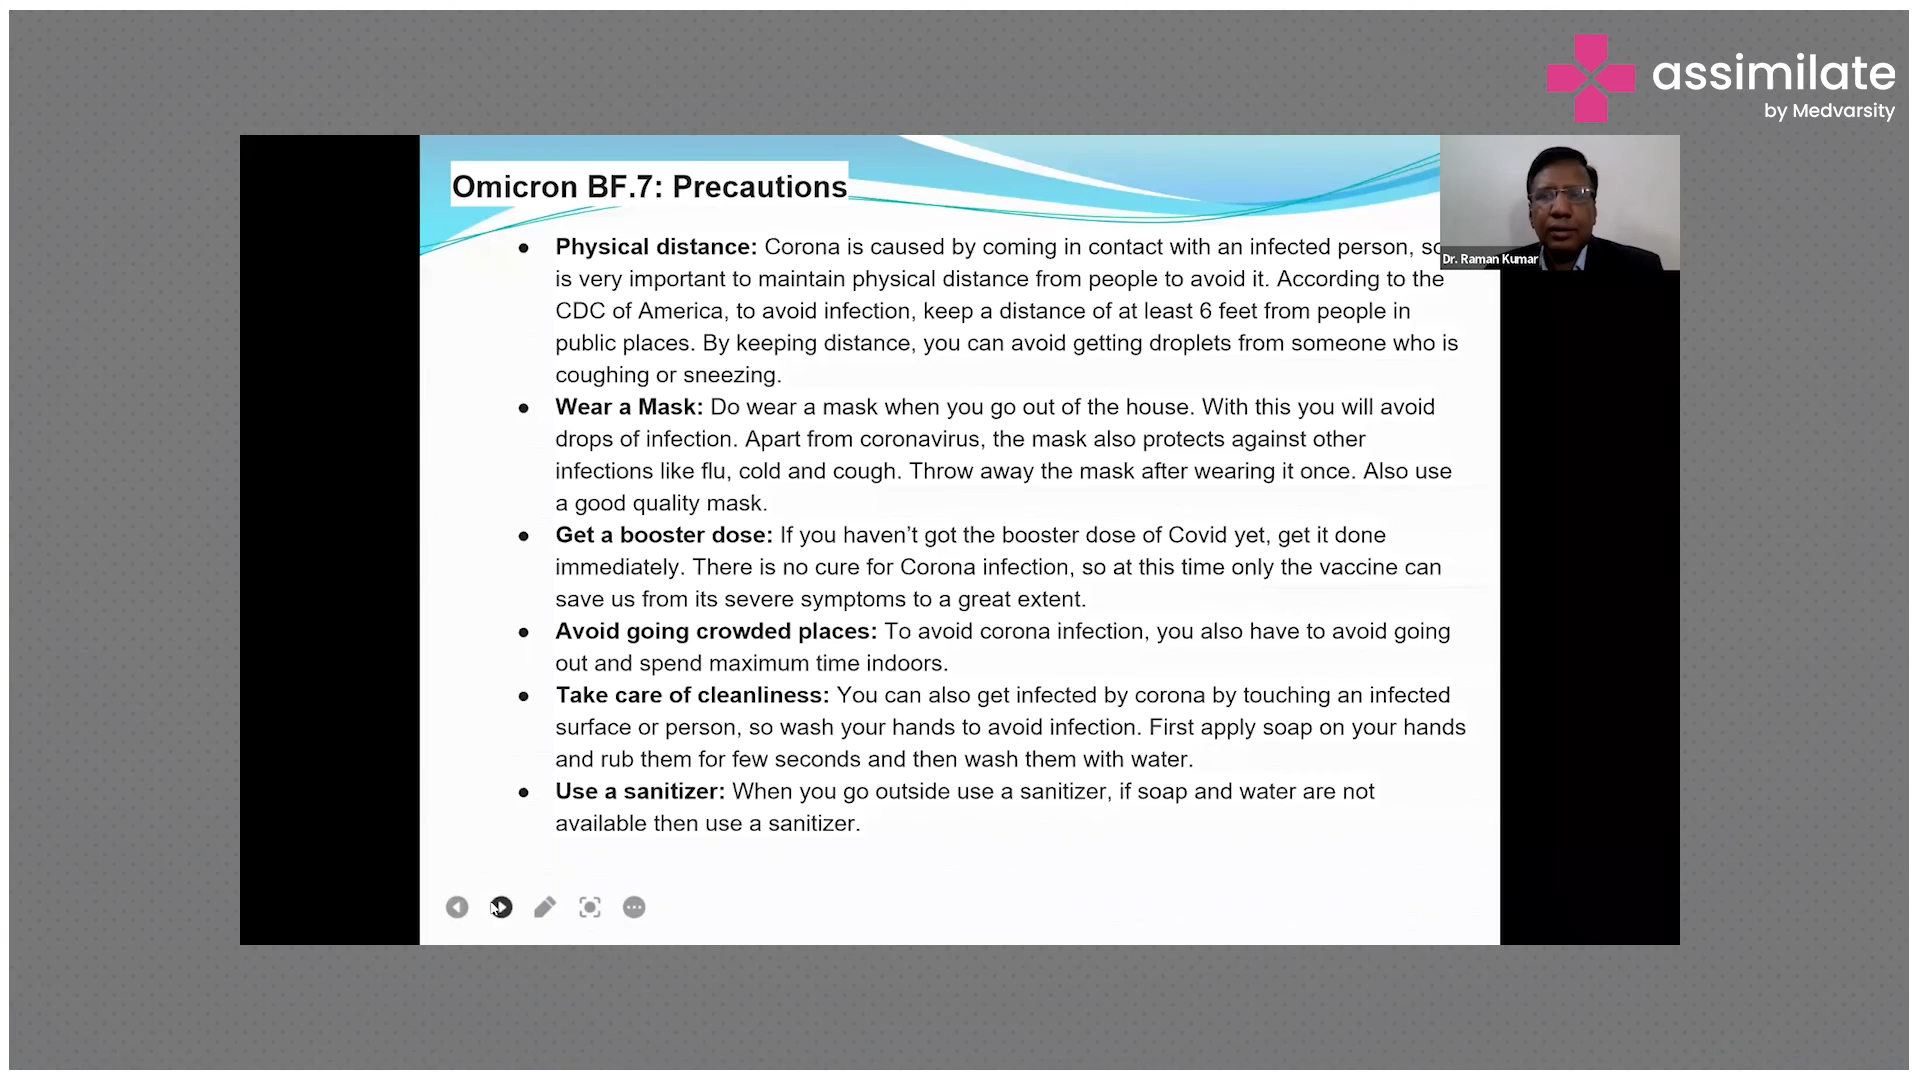 assimilate
by Medvarsity
Omicron BF.7: Precautions
Dr. Raman Kumar
● Physical distance: Corona is caused by coming in contact with an infected person, so
is very important to maintain physical distance from people to avoid it. According to the
CDC of America, to avoid infection, keep a distance of at least 6 feet from people in
public places. By keeping distance, you can avoid getting droplets from someone who is
coughing or sneezing.
● Wear a Mask: Do wear a mask when you go out of the house. With this you will avoid
drops of infection. Apart from coronavirus, the mask also protects against other
infections like flu, cold and cough. Throw away the mask after wearing it once. Also use
a good quality mask.
● Get a booster dose: If you haven’t got the booster dose of Covid yet, get it done
immediately. There is no cure for Corona infection, so at this time only the vaccine can
save us from its severe symptoms to a great extent.
● Avoid going crowded places: To avoid corona infection, you also have to avoid going
out and spend maximum time indoors.
● Take care of cleanliness: You can also get infected by corona by touching an infected
surface or person, so wash your hands to avoid infection. First apply soap on your hands
and rub them for few seconds and then wash them with water.
● Use a sanitizer: When you go outside use a sanitizer, if soap and water are not
available then use a sanitizer.